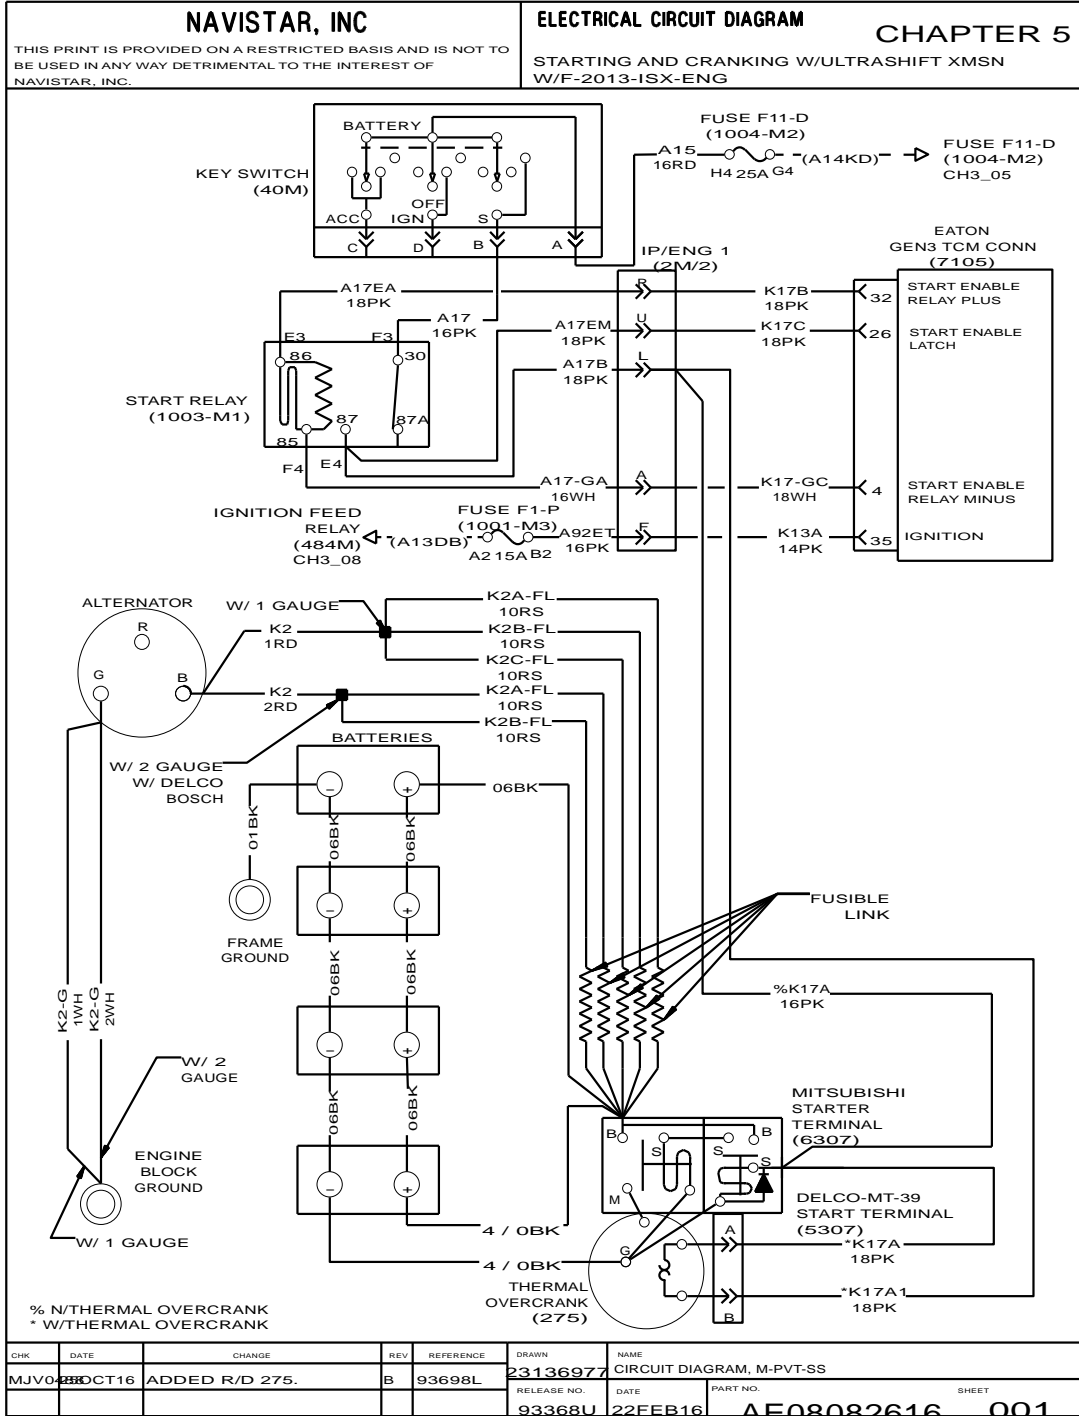 NAVISTAR, INC
THIS PRINT IS PROVIDED ON A RESTRICTED BASIS AND IS NOT TO
BE USED IN ANY WAY DETRIMENTAL TO THE INTEREST OF
NAVISTAR, INC.
ELECTRICAL CIRCUIT DIAGRAM
CHAPTER 5
STARTING AND CRANKING W/ULTRASHIFT XMSN
W/F-2013-ISX-ENG
BATTERY
KEY SWITCH
(40M)
OFF
ACC
IGN
S
C
D
B
A
FUSE F11-D
(1004-M2)
A15
16RD
H4 25A G4
(A14KD)
FUSE F11-D
(1004-M2)
CH3_05
EATON
GEN3 TCM CONN
(7105)
IP/ENG 1
(2M/2)
A17EA
18PK
R
K17B
18PK
32
START ENABLE
RELAY PLUS
A17
16PK
A17EM
18PK
U
K17C
18PK
26
START ENABLE
LATCH
A17B
18PK
L
E3
F3
86
30
START RELAY
(1003-M1)
87
87A
85
F4
E4
A17-GA
16WH
A
K17-GC
18WH
4
START ENABLE
RELAY MINUS
IGNITION FEED
RELAY
(484M)
CH3_08
(A13DB)
FUSE F1-P
(1001-M3)
A2 15A B2
A92ET
16PK
F
K13A
14PK
35
IGNITION
ALTERNATOR
R
G
B
W/ 1 GAUGE
K2
1RD
K2A-FL
10RS
K2B-FL
10RS
K2C-FL
10RS
K2
2RD
K2A-FL
10RS
K2B-FL
10RS
W/ 2 GAUGE
W/ DELCO
BOSCH
BATTERIES
-
+
06BK
01BK
06BK
06BK
-
+
FRAME
GROUND
06BK
06BK
-
+
06BK
06BK
-
+
FUSIBLE
LINK
%K17A
16PK
K2-G
1WH
K2-G
2WH
W/ 2
GAUGE
ENGINE
BLOCK
GROUND
W/ 1 GAUGE
MITSUBISHI
STARTER
TERMINAL
(6307)
B
S
S
B
S
M
G
DELCO-MT-39
START TERMINAL
(5307)
A
*K17A
18PK
*K17A1
18PK
B
4 / 0BK
4 / 0BK
THERMAL
OVERCRANK
(275)
% N/THERMAL OVERCRANK
* W/THERMAL OVERCRANK
CHK
DATE
CHANGE
REV
REFERENCE
DRAWN
NAME
OCT16
ADDED R/D 275.
B
93698L
23136977
CIRCUIT DIAGRAM, M-PVT-SS
RELEASE NO.
DATE
PART NO.
SHEET
93368U
22FEB16
AE08082616
001